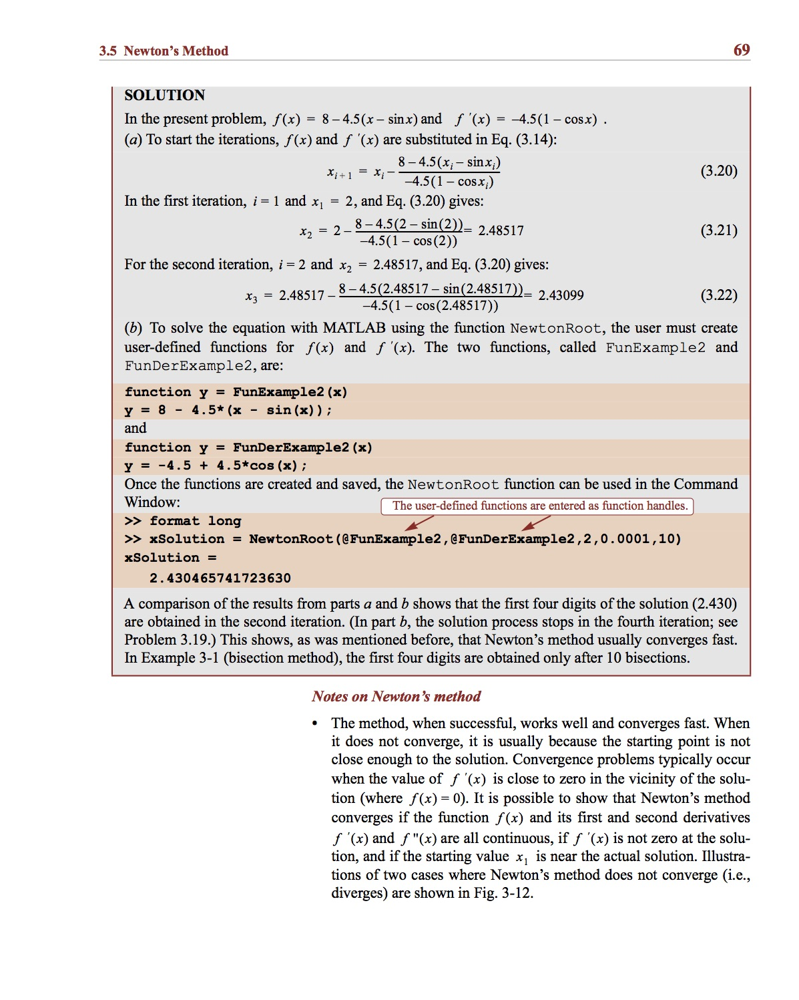 3.5 Newton’s Method 69
SOLUTION
In the present problem, f(x) = 8 – 4.5(x – sinx) and f ′(x) = –4.5(1 – cosx) .
(a) To start the iterations, f(x) and f ′(x) are substituted in Eq. (3.14):
x_{i+1} = x_i – \frac{8 – 4.5(x_i – sinx_i)}{–4.5(1 – cosx_i)} (3.20)
In the first iteration, i = 1 and x₁ = 2, and Eq. (3.20) gives:
x₂ = 2 – \frac{8 – 4.5(2 – sin(2))}{–4.5(1 – cos(2))} = 2.48517 (3.21)
For the second iteration, i = 2 and x₂ = 2.48517, and Eq. (3.20) gives:
x₃ = 2.48517 – \frac{8 – 4.5(2.48517 – sin(2.48517))}{–4.5(1 – cos(2.48517))} = 2.43099 (3.22)
(b) To solve the equation with MATLAB using the function NewtonRoot, the user must create
user-defined functions for f(x) and f ′(x). The two functions, called FunExample2 and
FunDerExample2, are:
function y = FunExample2(x)
y = 8 - 4.5*(x - sin(x));
and
function y = FunDerExample2(x)
y = -4.5 + 4.5*cos(x);
Once the functions are created and saved, the NewtonRoot function can be used in the Command
Window:
The user-defined functions are entered as function handles.
>> format long
>> xSolution = NewtonRoot(@FunExample2,@FunDerExample2,2,0.0001,10)
xSolution =
2.430465741723630
A comparison of the results from parts a and b shows that the first four digits of the solution (2.430)
are obtained in the second iteration. (In part b, the solution process stops in the fourth iteration; see
Problem 3.19.) This shows, as was mentioned before, that Newton’s method usually converges fast.
In Example 3-1 (bisection method), the first four digits are obtained only after 10 bisections.
Notes on Newton’s method
• The method, when successful, works well and converges fast. When
it does not converge, it is usually because the starting point is not
close enough to the solution. Convergence problems typically occur
when the value of f ′(x) is close to zero in the vicinity of the solu-
tion (where f(x) = 0). It is possible to show that Newton’s method
converges if the function f(x) and its first and second derivatives
f ′(x) and f ″(x) are all continuous, if f ′(x) is not zero at the solu-
tion, and if the starting value x₁ is near the actual solution. Illustra-
tions of two cases where Newton’s method does not converge (i.e.,
diverges) are shown in Fig. 3-12.